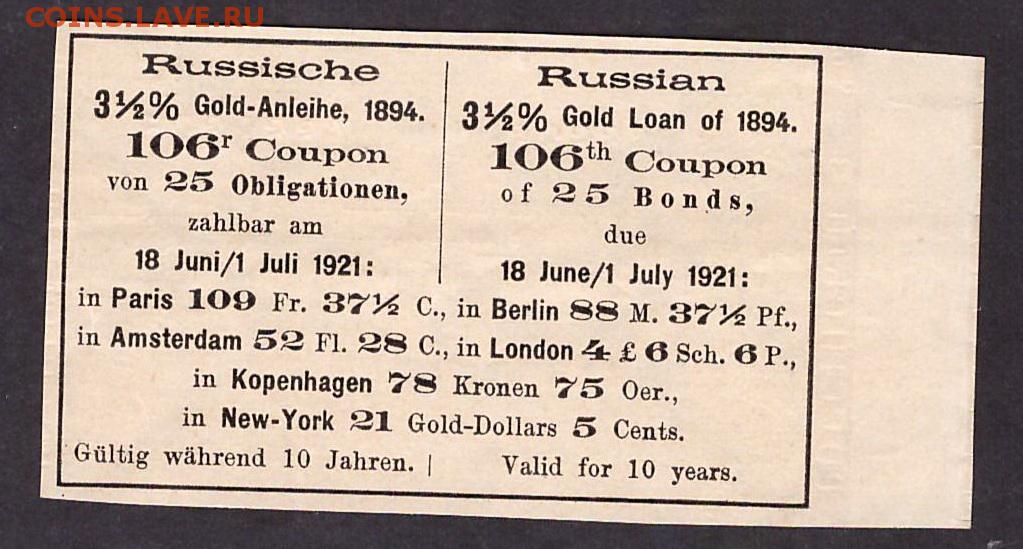 COINS.LAVE.RU
Russische
3½% Gold-Anleihe, 1894.
106r Coupon
von 25 Obligationen,
zahlbar am
18 Juni/1 Juli 1921:
Russian
3½% Gold Loan of 1894.
106th Coupon
of 25 Bonds,
due
18 June/1 July 1921:
in Paris 109 Fr. 37½ C., in Berlin 88 M. 37½ Pf.,
in Amsterdam 52 Fl. 28 C., in London 4 £ 6 Sch. 6 P.,
in Kopenhagen 78 Kronen 75 Oer.,
in New-York 21 Gold-Dollars 5 Cents.
Gültig während 10 Jahren. | Valid for 10 years.